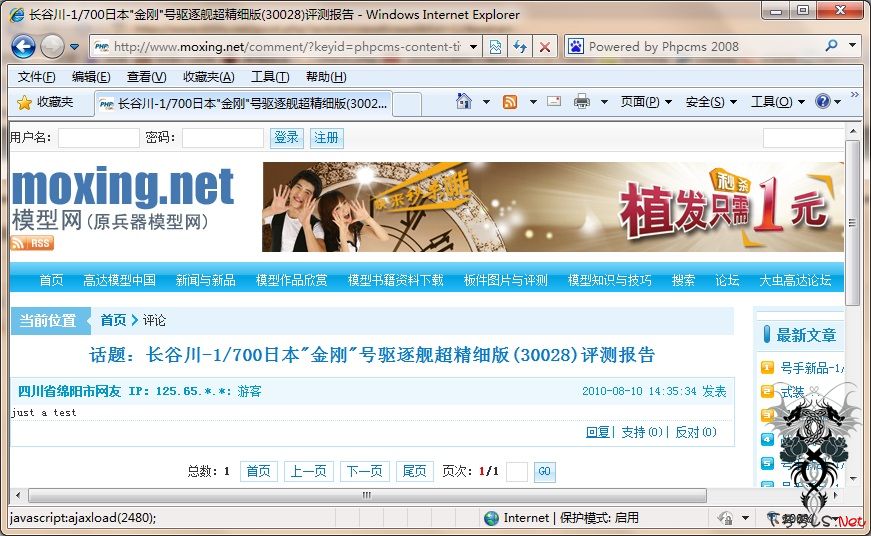 长谷川-1/700日本"金刚"号驱逐舰超精细版(30028)评测报告 - Windows Internet Explorer
http://www.moxing.net/comment/?keyid=phpcms-content-ti
Powered by Phpcms 2008
文件(F) 编辑(E) 查看(V) 收藏夹(A) 工具(T) 帮助(H)
收藏夹 PHP 长谷川-1/700日本"金刚"号驱逐舰超精细版(3002... 页面(P) 安全(S) 工具(O)
用户名: 密码: 登录 注册
moxing.net
模型网(原兵器模型网)
RSS
秒杀
植发只需1元
首页 高达模型中国 新闻与新品 模型作品欣赏 模型书籍资料下载 板件图片与评测 模型知识与技巧 搜索 论坛 大虫高达论坛
当前位置 首页 评论
话题: 长谷川-1/700日本"金刚"号驱逐舰超精细版(30028)评测报告
四川省绵阳市网友 IP: 125.65.*.*: 游客 2010-08-10 14:35:34 发表
just a test
回复| 支持(0)| 反对(0)
总数: 1 首页 上一页 下一页 尾页 页次: 1/1 GO
最新文章
1 号手新品-1/
2 式装
3
4
5
javascript:ajaxload(2480);
Internet | 保护模式: 启用